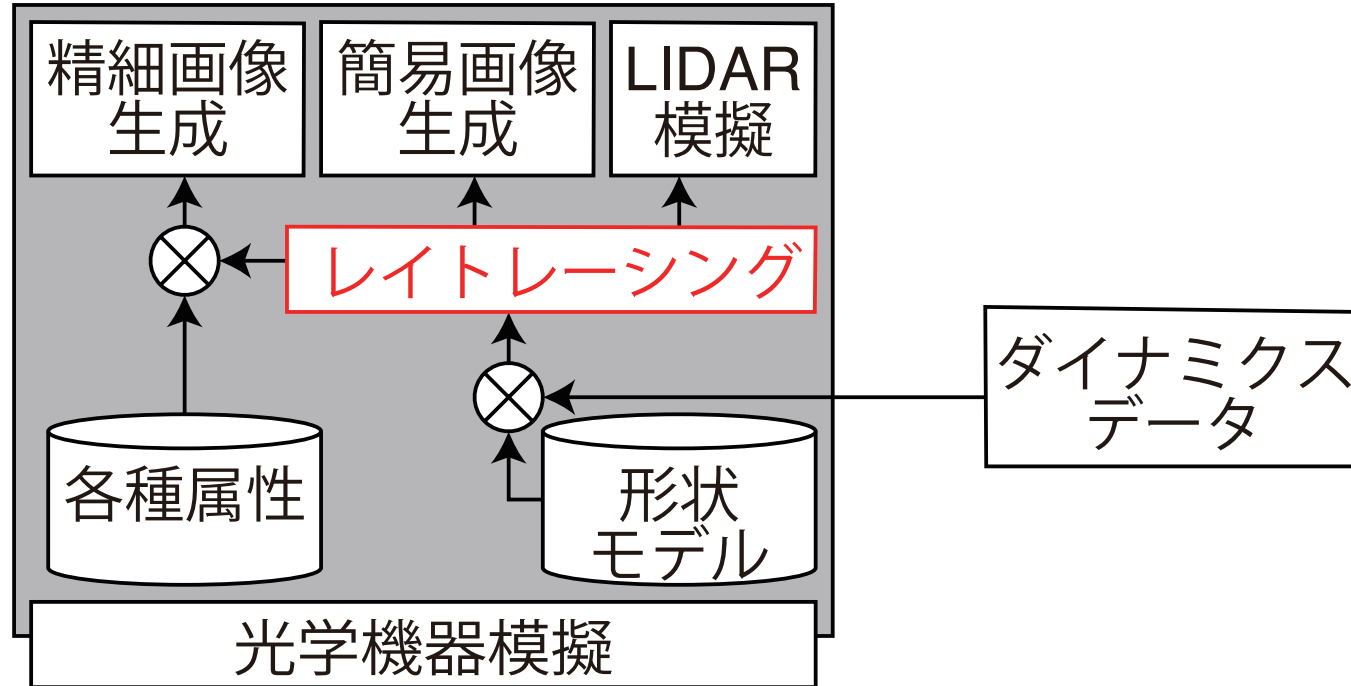 精細画像
生成
簡易画像
生成
LIDAR
模擬
レイトレーシング
ダイナミクス
データ
各種属性
形状
モデル
光学機器模擬